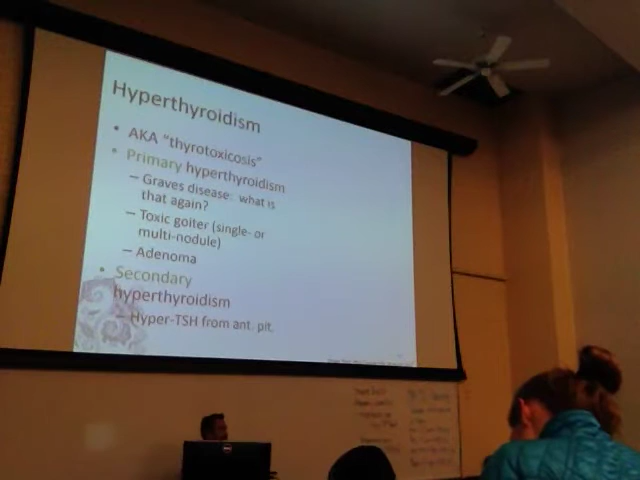 Hyperthyroidism
• AKA "thyrotoxicosis"
• Primary hyperthyroidism
– Graves disease: what is
that again?
– Toxic goiter (single- or
multi-nodule)
– Adenoma
• Secondary
hyperthyroidism
– Hyper-TSH from ant. pit.